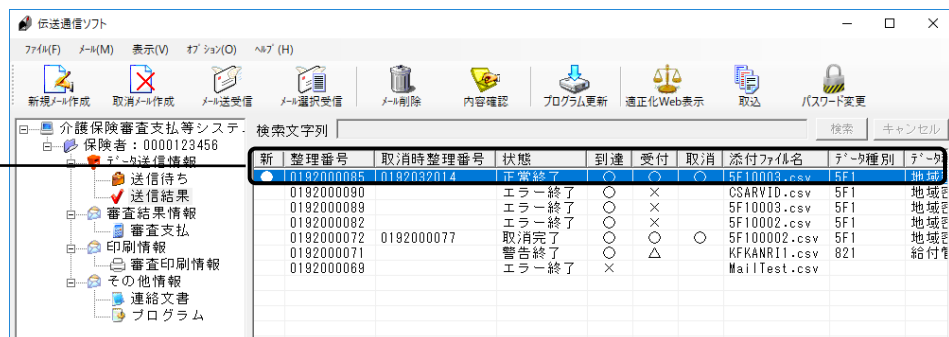 伝送通信ソフト
ﾌｧｲﾙ(F) ﾒｰﾙ(M) 表示(V) ｵﾌﾟｼｮﾝ(O) ﾍﾙﾌﾟ(H)
新規ﾒｰﾙ作成 取消ﾒｰﾙ作成 ﾒｰﾙ送受信 ﾒｰﾙ選択受信 ﾒｰﾙ削除 内容確認 ﾌﾟﾛｸﾞﾗﾑ更新 適正化Web表示 取込 ﾊﾟｽﾜｰﾄﾞ変更
介護保険審査支払等システ
保険者：0000123456
ﾃﾞｰﾀ送信情報
送信待ち
送信結果
審査結果情報
審査支払
印刷情報
審査印刷情報
その他情報
連絡文書
プログラム
検索文字列 検索 キャンセル
新 整理番号 取消時整理番号 状態 到達 受付 取消 添付ﾌｧｲﾙ名 ﾃﾞｰﾀ種別 ﾃﾞｰﾀ
● 0192000085 0192032014 正常終了 ○ ○ ○ 5F10003.csv 5F1 地域
0192000090 エラー終了 ○ × CSARVID.csv 5F1 地域密
0192000089 エラー終了 ○ × 5F10003.csv 5F1 地域密
0192000082 エラー終了 ○ × 5F10002.csv 5F1 地域密
0192000072 0192000077 取消完了 ○ ○ ○ 5F100002.csv 5F1 地域密
0192000071 警告終了 ○ △ KFKANRI1.csv 821 給付管
0192000069 エラー終了 × MailTest.csv